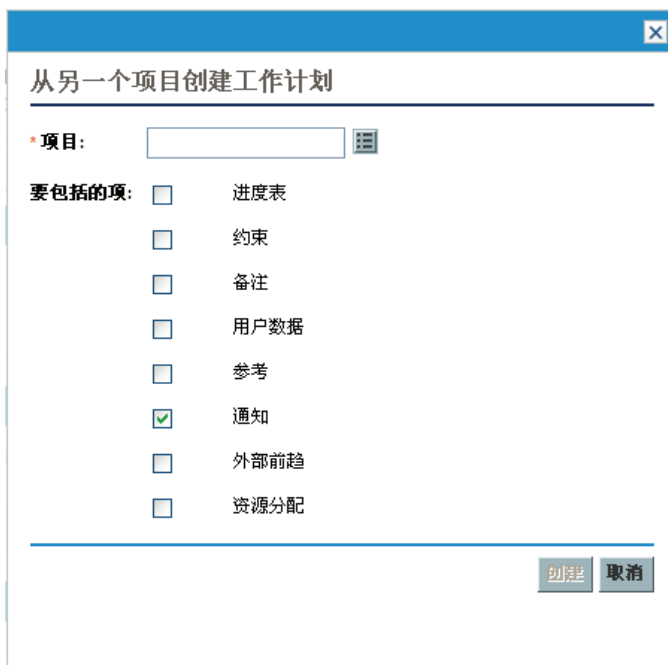 从另一个项目创建工作计划
*项目:
要包括的项: 进度表
约束
备注
用户数据
参考
通知
外部前趋
资源分配
创建 取消